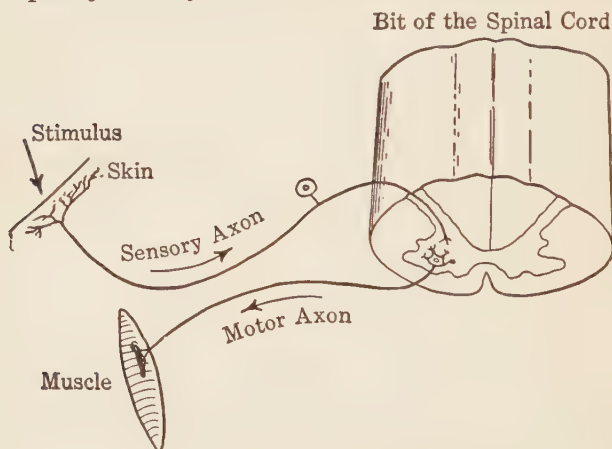 Bit of the Spinal Cord
Stimulus
Skin
Sensory Axon
Motor Axon
Muscle